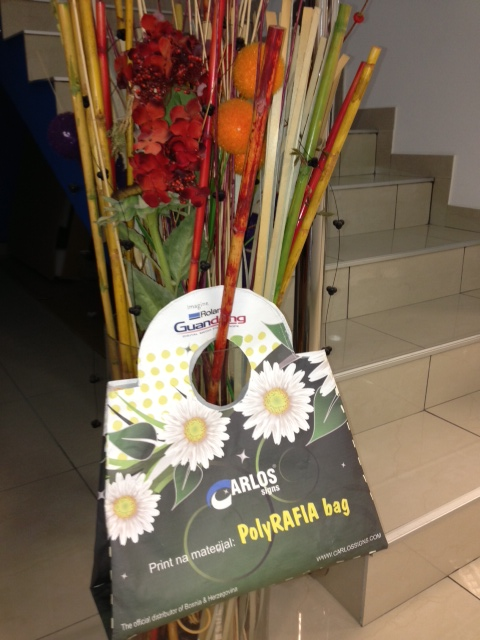 Roland
Guandong
CARLOS
signs
Print na materijal: PolyRAFIA bag
WWW.CARLOSSIGNS.COM
The official distributor of Bosnia & Herzegovina